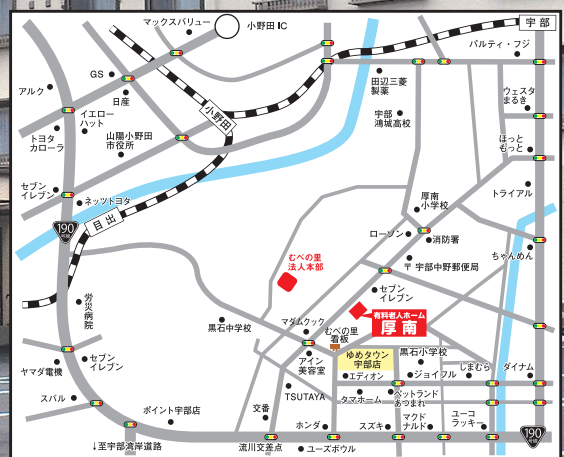 マックスバリュー
小野田 IC
宇部
パルティ・フジ
GS
アルク
日産
田辺三菱
製薬
ウェスタ
まるき
イエロー
ハット
小野田
宇部
鴻城高校
トヨタ
カローラ
山陽小野田
市役所
ほっと
もっと
セブン
イレブン
ネッツトヨタ
厚南
小学校
トライアル
190
号線
目出
ローソン
消防署
むべの里
法人本部
〒 宇部中野郵便局
ちゃんめん
セブン
イレブン
労災
病院
有料老人ホーム
厚南
黒石中学校
マダムクック
むべの里
看板
セブン
イレブン
ヤマダ電機
アイン
美容室
ゆめタウン
宇部店
黒石小学校
エディオン
ジョイフル
しまむら
ダイナム
スバル
TSUTAYA
タマホーム
ペットランド
あつまれ
ポイント宇部店
交番
ホンダ
スズキ
マクド
ナルド
ユーコ
ラッキー
190
号線
↓至宇部湾岸道路
流川交差点
ユーズボウル